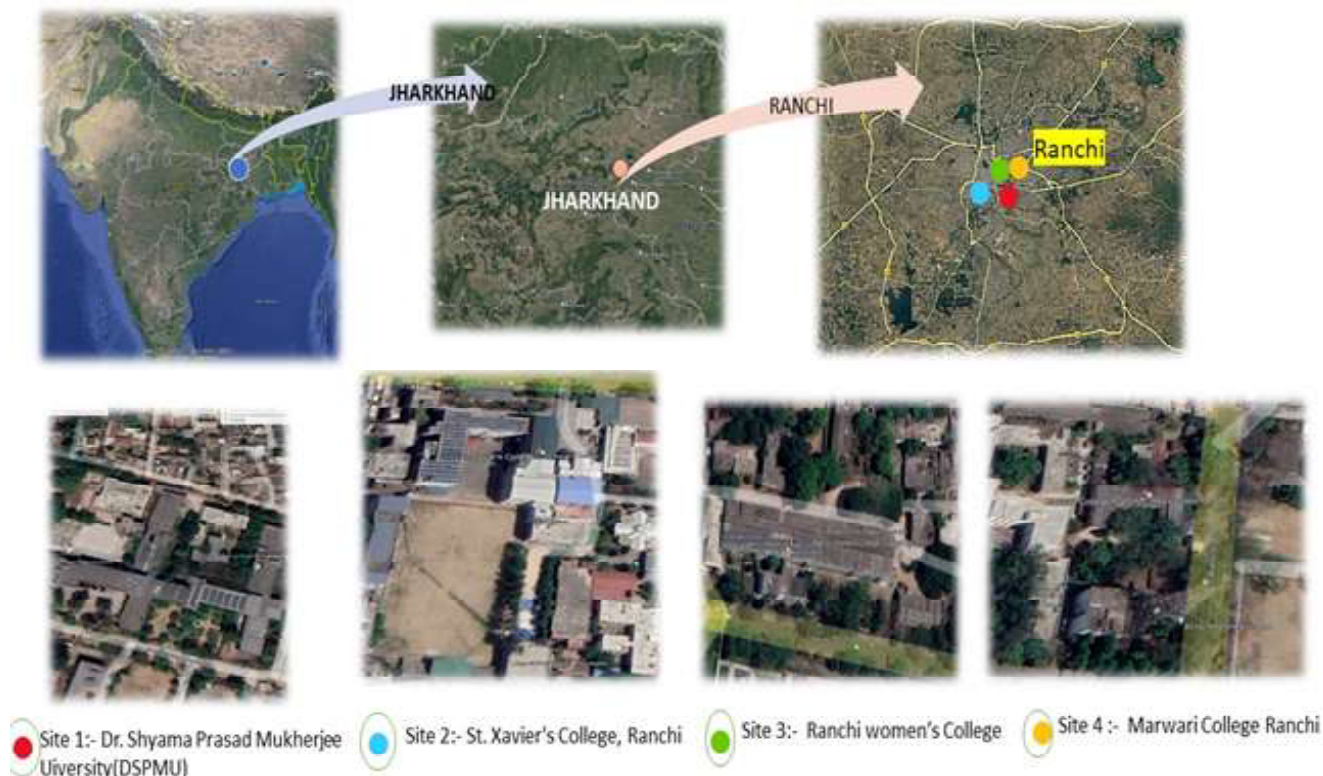 JHARKHAND
RANCHI
Ranchi
JHARKHAND
Site 1:- Dr. Shyama Prasad Mukherjee
Uiversity(DSPMU)
Site 2:- St. Xavier's College, Ranchi
Site 3:- Ranchi women's College
Site 4 :- Marwari College Ranchi